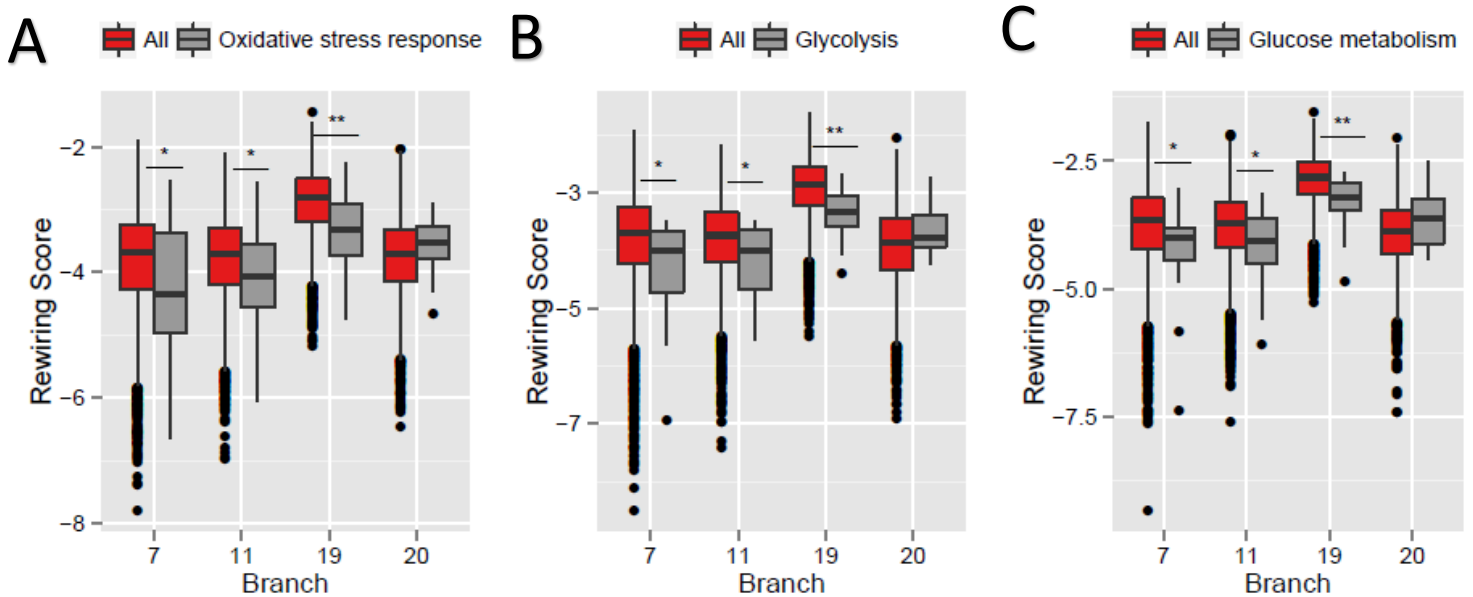 A
All Oxidative stress response
Rewiring Score
−2
−4
−6
−8
* * **
7 11 19 20
Branch
B
All Glycolysis
Rewiring Score
−3
−5
−7
* * **
7 11 19 20
Branch
C
All Glucose metabolism
Rewiring Score
−2.5
−5.0
−7.5
* * **
7 11 19 20
Branch